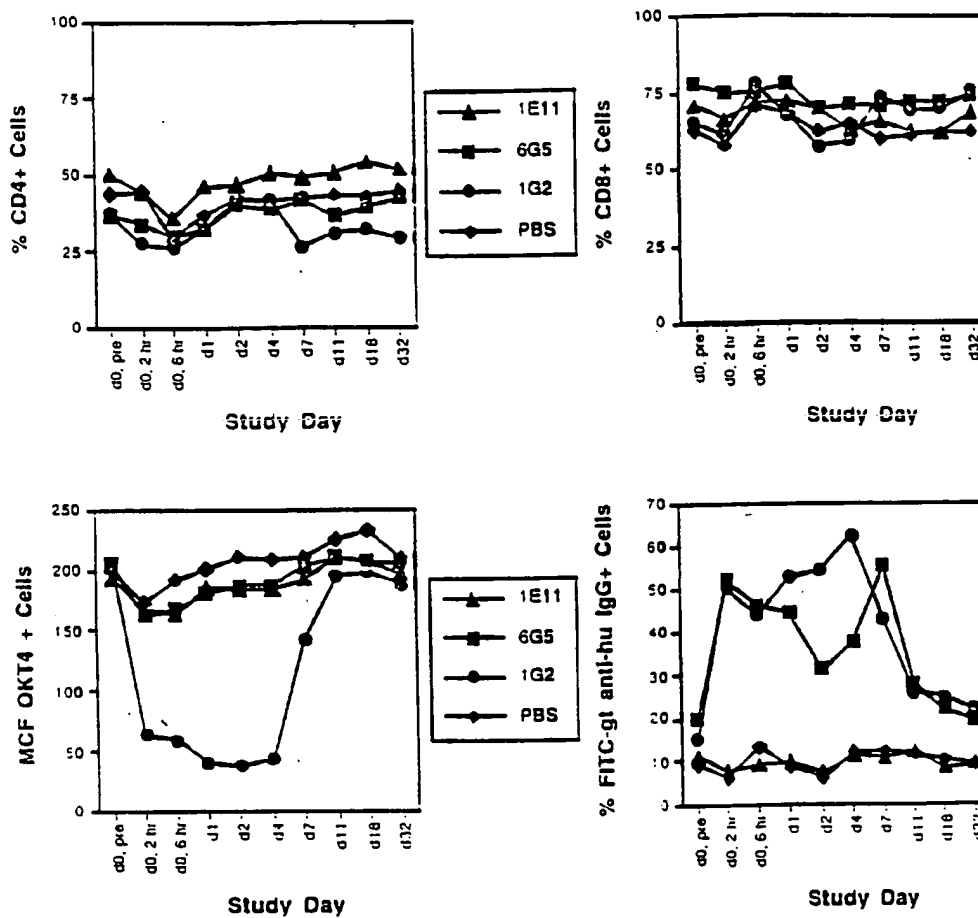 100
75
50
25
0
% CD4+ Cells
d0, pre
d0, 2 hr
d0, 6 hr
d1
d2
d4
d7
d11
d18
d32
Study Day
1E11
6G5
1G2
PBS
100
75
50
75
25
0
% CD8+ Cells
d0, pre
d0, 2 hr
d0, 6 hr
d1
d2
d4
d7
d11
d18
d32
Study Day
250
200
150
100
50
0
MCF OKT4 + Cells
d0, pre
d0, 2 hr
d0, 6 hr
d1
d2
d4
d7
d11
d18
d32
Study Day
1E11
6G5
1G2
PBS
70
60
50
40
30
20
10
0
% FITC-gt anti-hu IgG+ Cells
d0, pre
d0, 2 hr
d0, 6 hr
d1
d2
d4
d7
d11
d18
Study Day